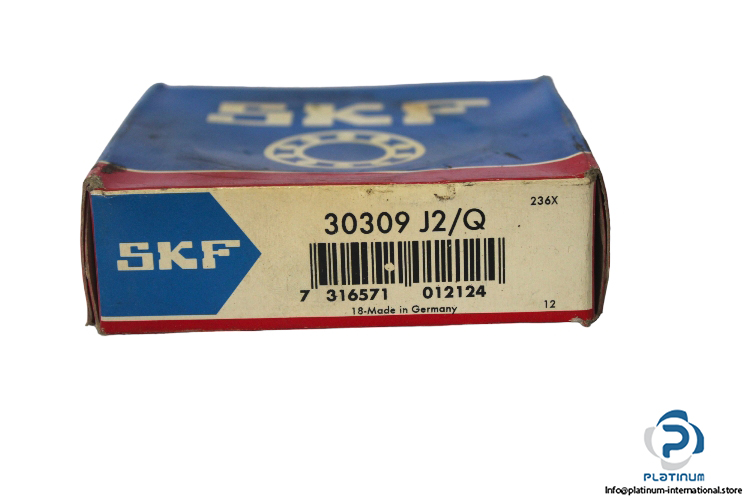 SKF
236X
30309 J2/Q
SKF
7 316571 012124
18-Made in Germany
12
PLATINUM
Info@platinum-international.store